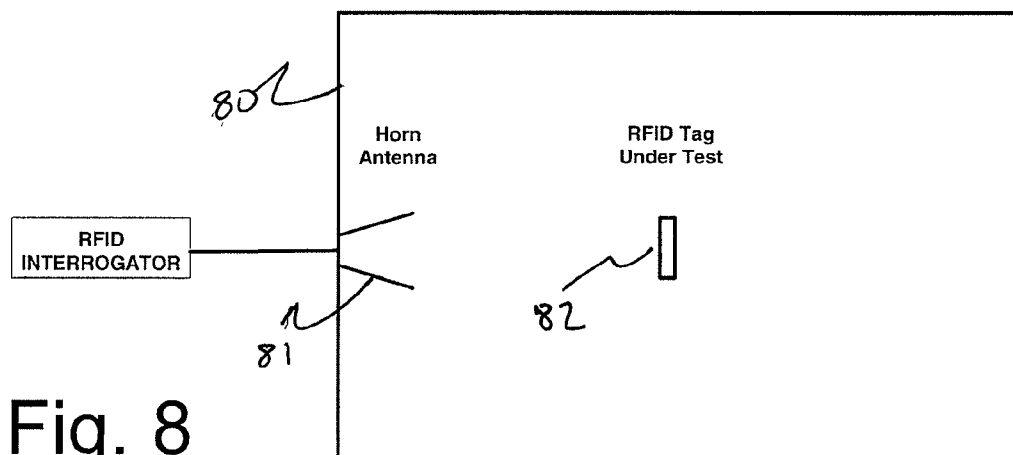 80
Horn
Antenna
RFID Tag
Under Test
RFID
INTERROGATOR
81
82
Fig. 8